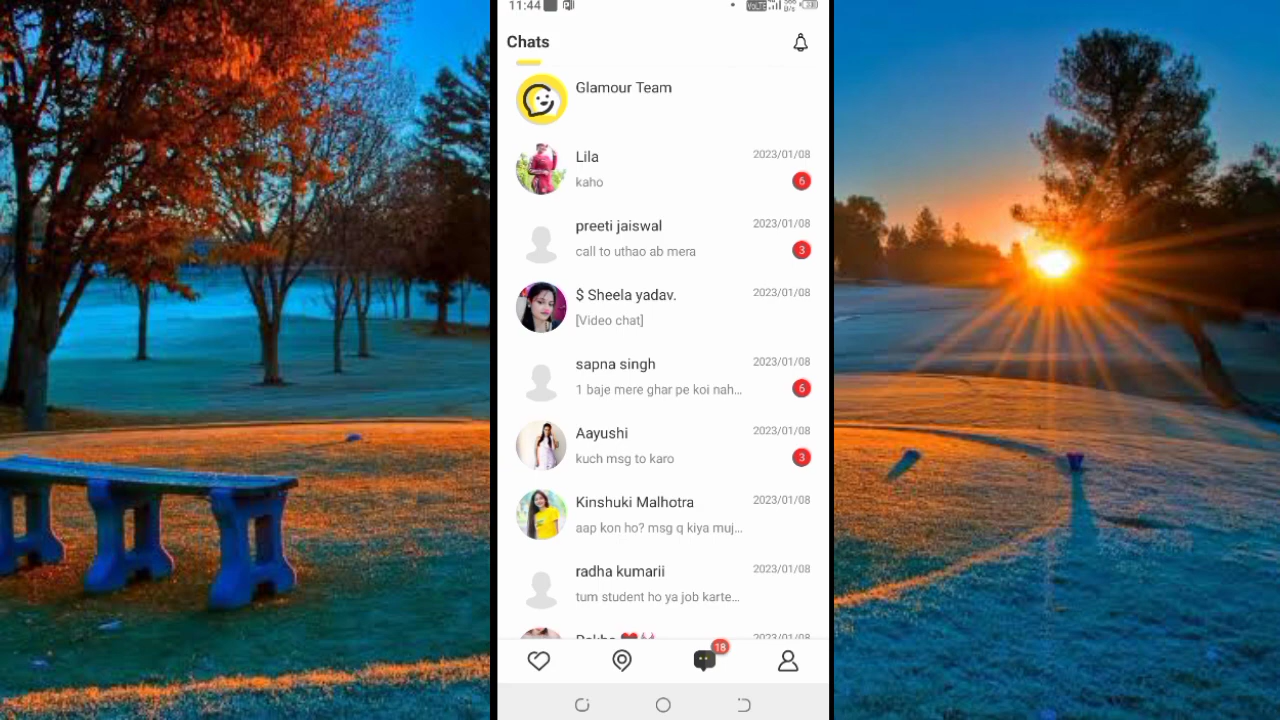 11:44
Chats
Glamour Team
Lila 2023/01/08
kaho 6
preeti jaiswal 2023/01/08
call to uthao ab mera 3
$ Sheela yadav. 2023/01/08
[Video chat]
sapna singh 2023/01/08
1 baje mere ghar pe koi nah... 6
Aayushi 2023/01/08
kuch msg to karo 3
Kinshuki Malhotra 2023/01/08
aap kon ho? msg q kiya muj...
radha kumarii 2023/01/08
tum student ho ya job karte...
2023/01/08
18